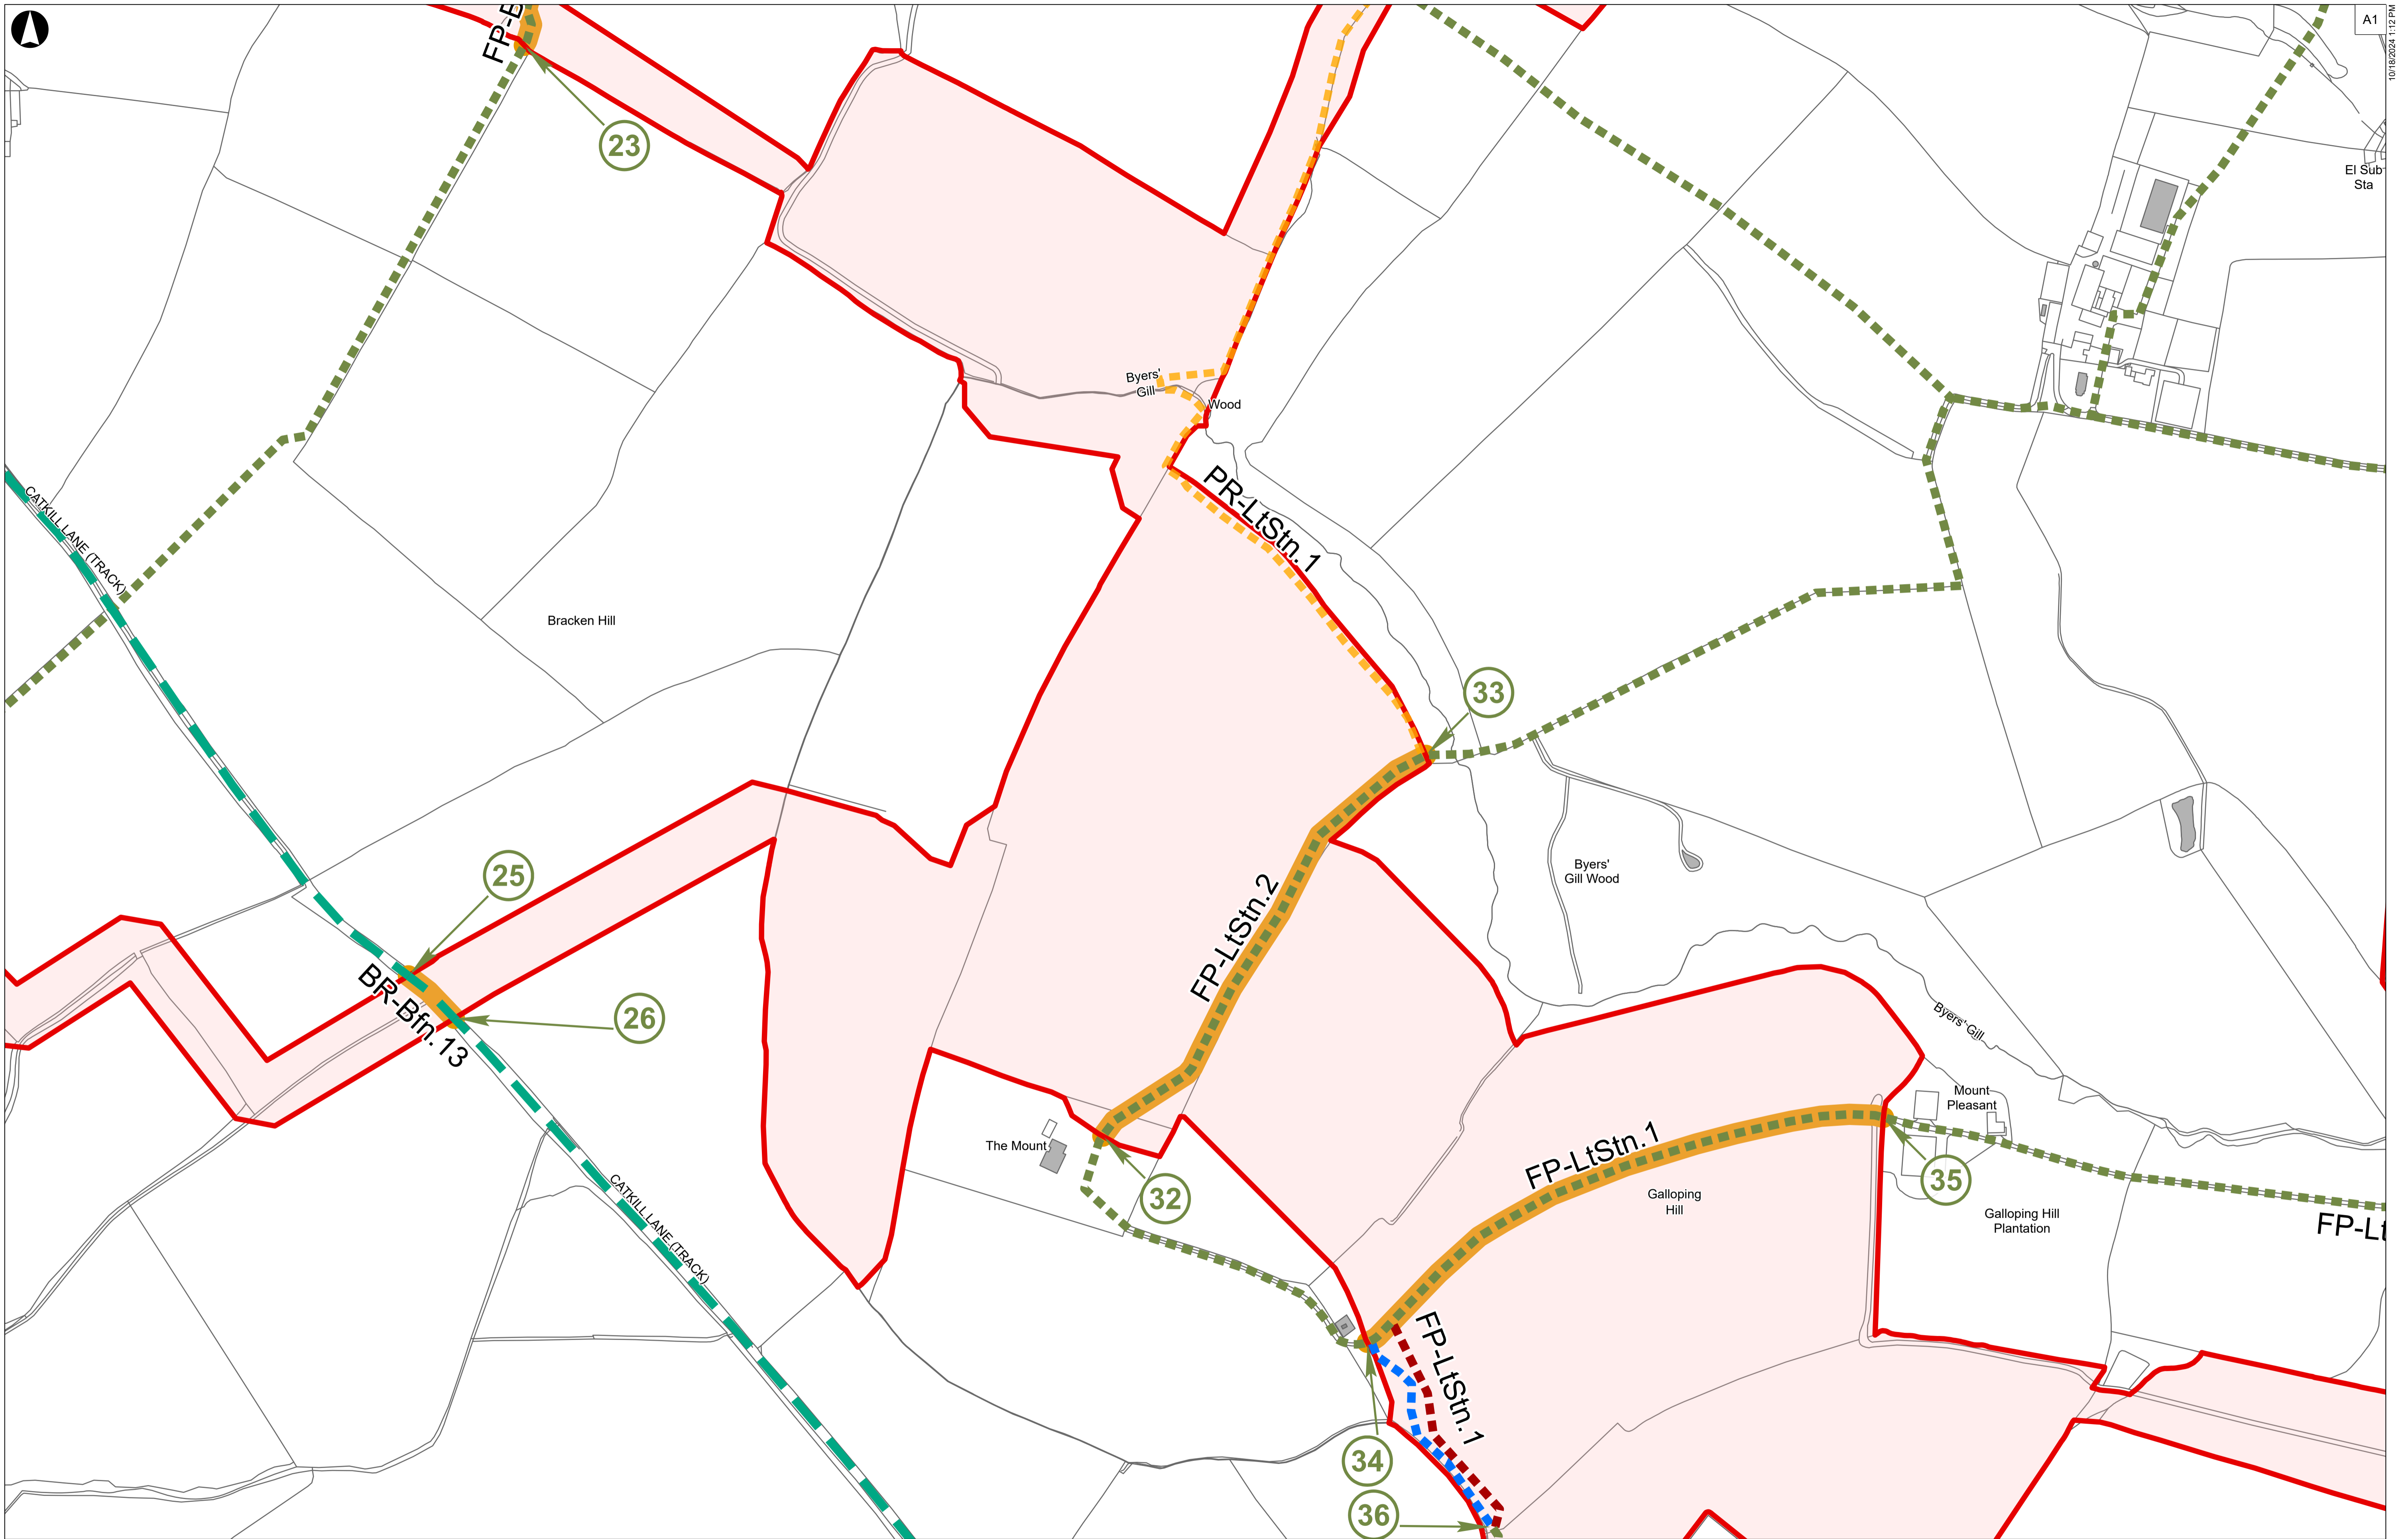 A1
10/18/2024 1:12 PM
FP-B
23
El Sub
Sta
Byers'
Gill
Wood
PR-LtStn.1
CATKILL LANE (TRACK)
Bracken Hill
33
25
Byers'
Gill Wood
FP-LtStn.2
BR-Bfn.13
26
Byers' Gill
Mount
Pleasant
The Mount
FP-LtStn.1
32
35
Galloping
Hill
Galloping Hill
Plantation
FP-Lt
CATKILL LANE (TRACK)
FP-LtStn.1
34
36